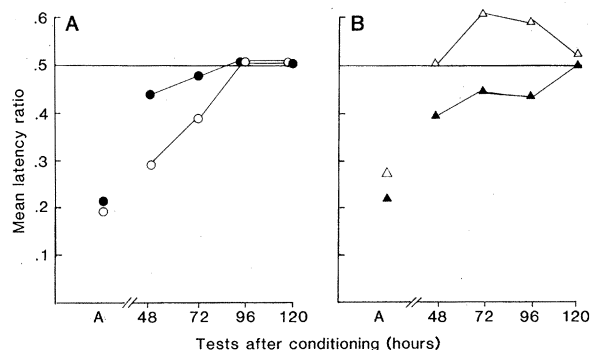 Mean latency ratio
A
.6
.5
.4
.3
.2
.1
A
48
72
96
120
B
A
48
72
96
120
Tests after conditioning (hours)